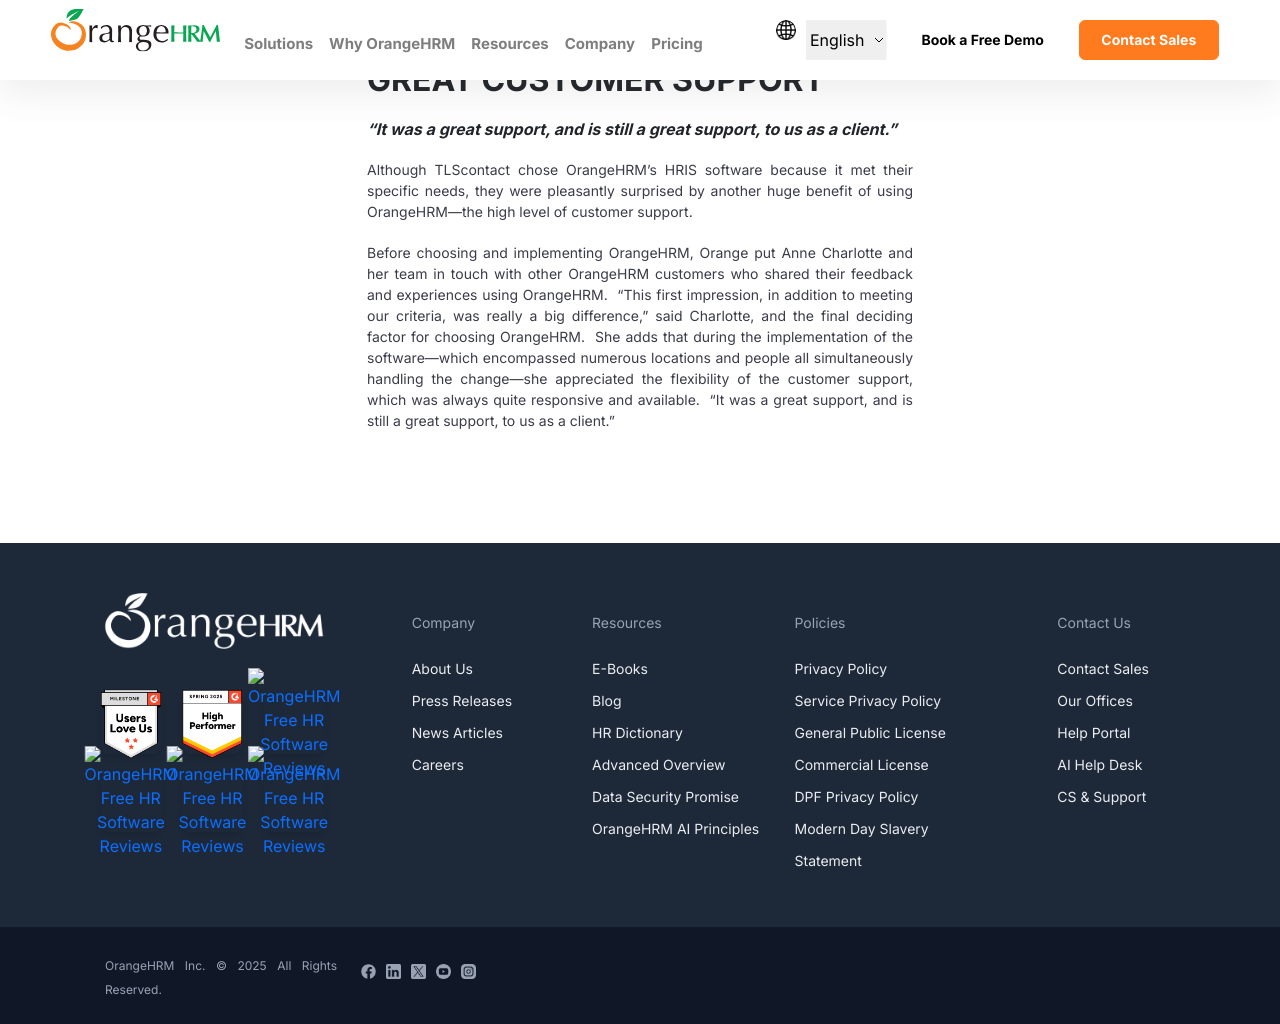 OrangeHRM
Solutions Why OrangeHRM Resources Company Pricing
English
Book a Free Demo
Contact Sales
GREAT CUSTOMER SUPPORT
“It was a great support, and is still a great support, to us as a client.”
Although TLScontact chose OrangeHRM’s HRIS software because it met their
specific needs, they were pleasantly surprised by another huge benefit of using
OrangeHRM—the high level of customer support.
Before choosing and implementing OrangeHRM, Orange put Anne Charlotte and
her team in touch with other OrangeHRM customers who shared their feedback
and experiences using OrangeHRM. “This first impression, in addition to meeting
our criteria, was really a big difference,” said Charlotte, and the final deciding
factor for choosing OrangeHRM. She adds that during the implementation of the
software—which encompassed numerous locations and people all simultaneously
handling the change—she appreciated the flexibility of the customer support,
which was always quite responsive and available. “It was a great support, and is
still a great support, to us as a client.”
OrangeHRM
MILESTONE
Users
Love Us
SPRING 2025
High
Performer
OrangeHRM
Free HR
Software
Reviews
OrangeHRM
Free HR
Software
Reviews
OrangeHRM
Free HR
Software
Reviews
OrangeHRM
Free HR
Software
Reviews
Company
About Us
Press Releases
News Articles
Careers
Resources
E-Books
Blog
HR Dictionary
Advanced Overview
Data Security Promise
OrangeHRM AI Principles
Policies
Privacy Policy
Service Privacy Policy
General Public License
Commercial License
DPF Privacy Policy
Modern Day Slavery
Statement
Contact Us
Contact Sales
Our Offices
Help Portal
AI Help Desk
CS & Support
OrangeHRM Inc. © 2025 All Rights
Reserved.